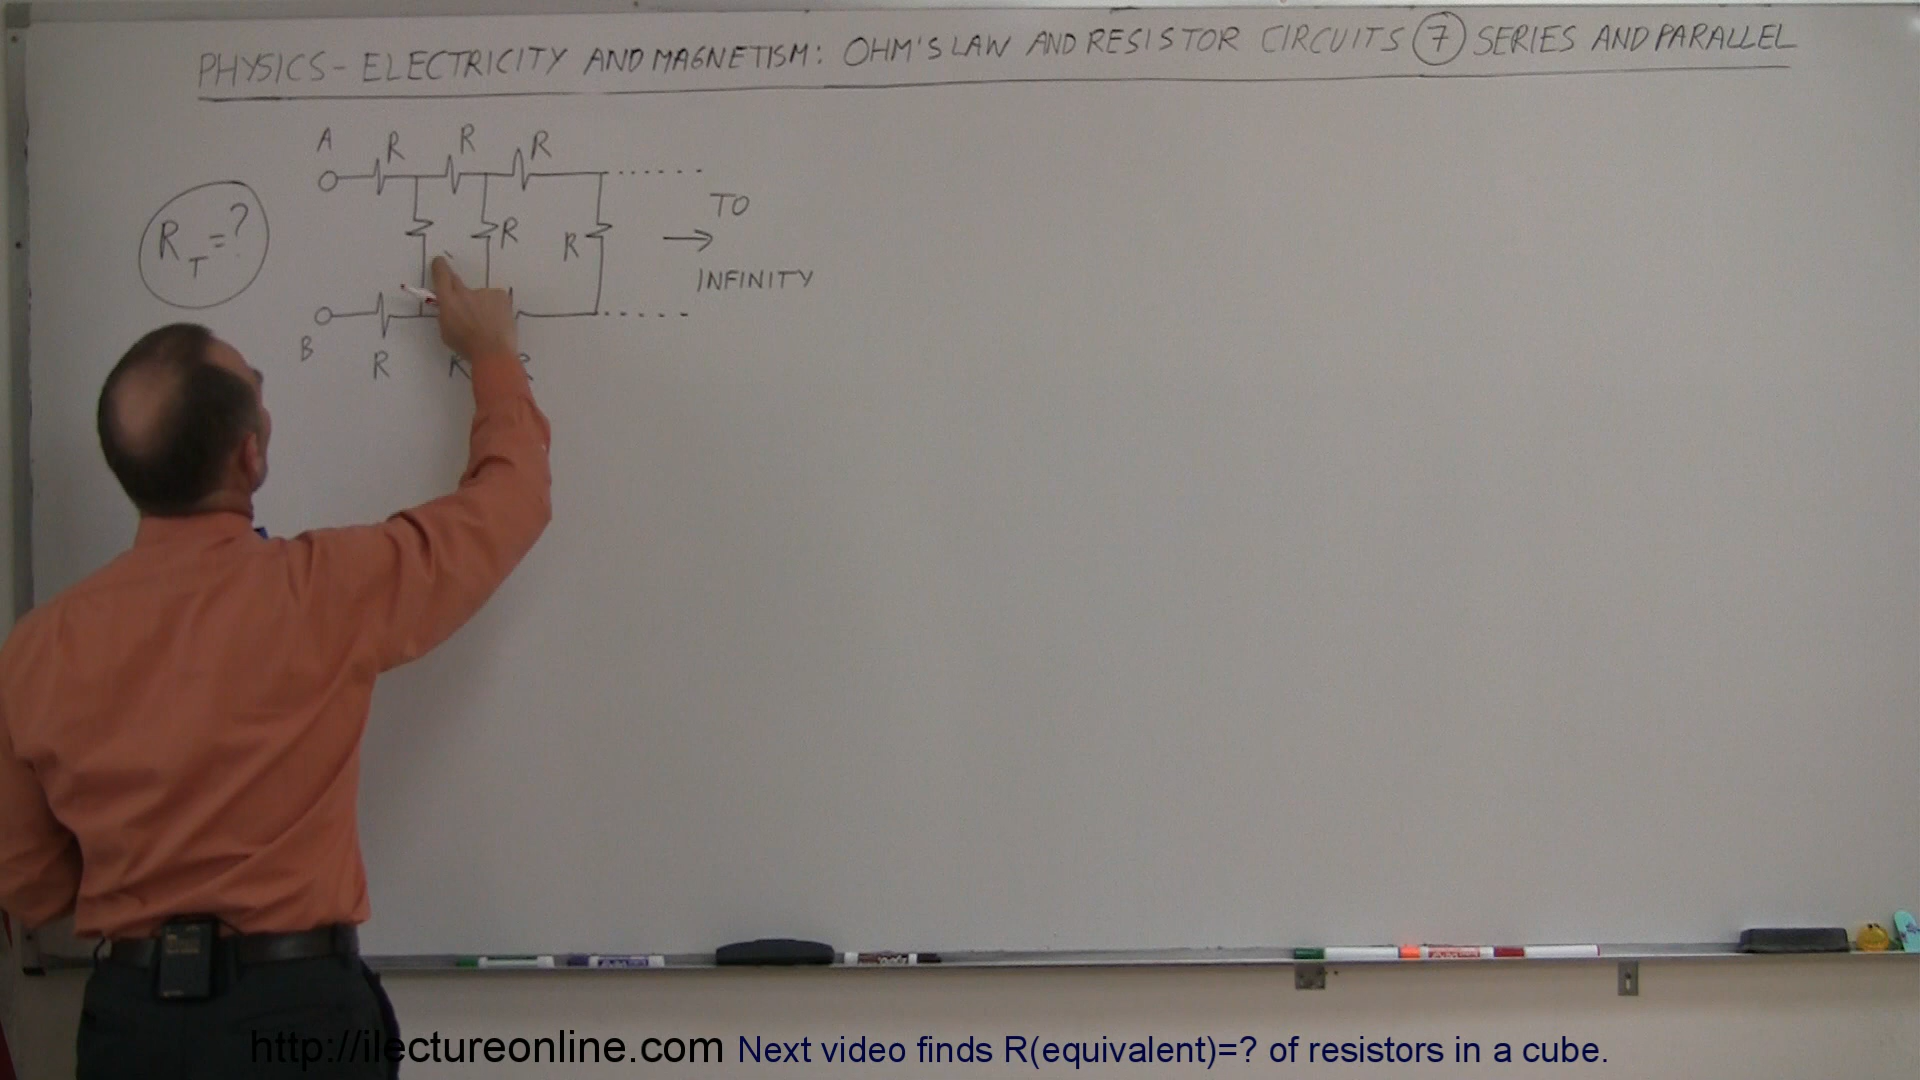 PHYSICS - ELECTRICITY AND MAGNETISM: OHM'S LAW AND RESISTOR CIRCUITS 7 SERIES AND PARALLEL
A R R R
TO
R_T = ?
R R
INFINITY
B R R R
http://ilectureonline.com Next video finds R(equivalent)=? of resistors in a cube.